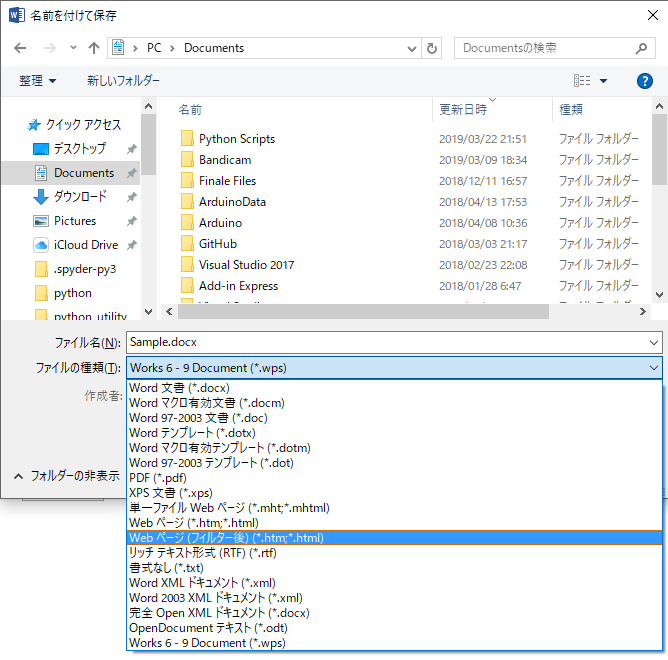 名前を付けて保存
PC > Documents
Documentsの検索
整理 新しいフォルダー
名前 更新日時 種類
クイック アクセス
デスクトップ
Documents
ダウンロード
Pictures
iCloud Drive
.spyder-py3
python
python_utility
Python Scripts 2019/03/22 21:51 ファイル フォルダー
Bandicam 2019/03/09 18:34 ファイル フォルダー
Finale Files 2018/12/11 16:57 ファイル フォルダー
ArduinoData 2018/04/13 17:53 ファイル フォルダー
Arduino 2018/04/08 10:36 ファイル フォルダー
GitHub 2018/03/03 21:17 ファイル フォルダー
Visual Studio 2017 2018/02/23 22:08 ファイル フォルダー
Add-in Express 2018/01/28 6:47 ファイル フォルダー
ファイル名(N): Sample.docx
ファイルの種類(T): Works 6 - 9 Document (*.wps)
作成者:
フォルダーの非表示
Word 文書 (*.docx)
Word マクロ有効文書 (*.docm)
Word 97-2003 文書 (*.doc)
Word テンプレート (*.dotx)
Word マクロ有効テンプレート (*.dotm)
Word 97-2003 テンプレート (*.dot)
PDF (*.pdf)
XPS 文書 (*.xps)
単一ファイル Web ページ (*.mht;*.mhtml)
Web ページ (*.htm;*.html)
Web ページ (フィルター後) (*.htm;*.html)
リッチ テキスト形式 (RTF) (*.rtf)
書式なし (*.txt)
Word XML ドキュメント (*.xml)
Word 2003 XML ドキュメント (*.xml)
完全 Open XML ドキュメント (*.docx)
OpenDocument テキスト (*.odt)
Works 6 - 9 Document (*.wps)